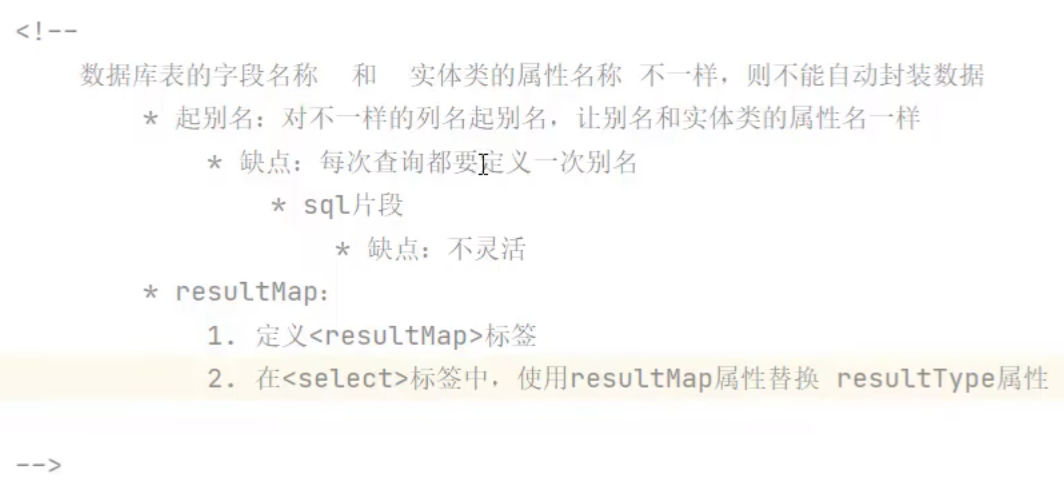 <!--
数据库表的字段名称 和 实体类的属性名称 不一样，则不能自动封装数据
* 起别名：对不一样的列名起别名，让别名和实体类的属性名一样
* 缺点：每次查询都要定义一次别名
* sql片段
* 缺点：不灵活
* resultMap：
1. 定义<resultMap>标签
2. 在<select>标签中，使用resultMap属性替换 resultType属性
-->